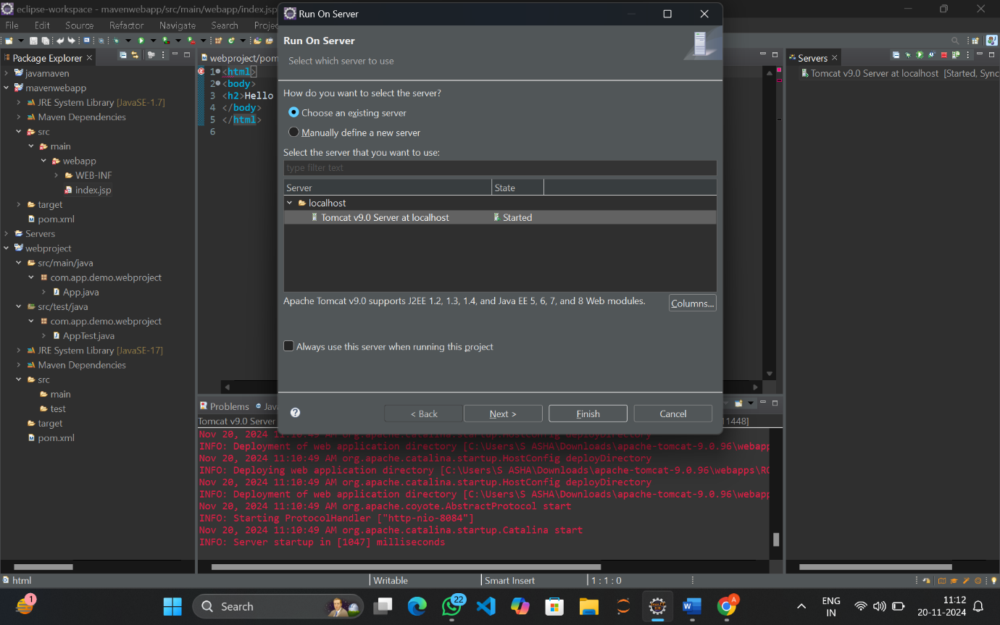 eclipse-workspace - mavenwebapp/src/main/webapp/index.jsp
File Edit Source Refactor Navigate Search Projec
Package Explorer
javamaven
mavenwebapp
JRE System Library [JavaSE-1.7]
Maven Dependencies
src
main
webapp
WEB-INF
index.jsp
target
pom.xml
Servers
webproject
src/main/java
com.app.demo.webproject
App.java
src/test/java
com.app.demo.webproject
AppTest.java
JRE System Library [JavaSE-17]
Maven Dependencies
src
main
test
target
pom.xml
webproject/pom
1 <html>
2 <body>
3 <h2>Hello
4 </body>
5 </html>
6
Run On Server
Run On Server
Select which server to use
How do you want to select the server?
Choose an existing server
Manually define a new server
Select the server that you want to use:
type filter text
Server State
localhost
Tomcat v9.0 Server at localhost Started
Apache Tomcat v9.0 supports J2EE 1.2, 1.3, 1.4, and Java EE 5, 6, 7, and 8 Web modules.
Columns...
Always use this server when running this project
< Back Next > Finish Cancel
Servers
Tomcat v9.0 Server at localhost [Started, Sync
Problems Java
Tomcat v9.0 Server 11448]
Nov 20, 2024 11:10:49 AM org.apache.catalina.startup.HostConfig deployDirectory
INFO: Deployment of web application directory [C:\Users\S ASHA\Downloads\apache-tomcat-9.0.96\webapp
Nov 20, 2024 11:10:49 AM org.apache.catalina.startup.HostConfig deployDirectory
INFO: Deploying web application directory [C:\Users\S ASHA\Downloads\apache-tomcat-9.0.96\webapps\RO
Nov 20, 2024 11:10:49 AM org.apache.catalina.startup.HostConfig deployDirectory
INFO: Deployment of web application directory [C:\Users\S ASHA\Downloads\apache-tomcat-9.0.96\webapp
Nov 20, 2024 11:10:49 AM org.apache.coyote.AbstractProtocol start
INFO: Starting ProtocolHandler ["http-nio-8084"]
Nov 20, 2024 11:10:49 AM org.apache.catalina.startup.Catalina start
INFO: Server startup in [1047] milliseconds
html Writable Smart Insert 1 : 1 : 0
1
Search
22
A
ENG
IN
11:12
20-11-2024